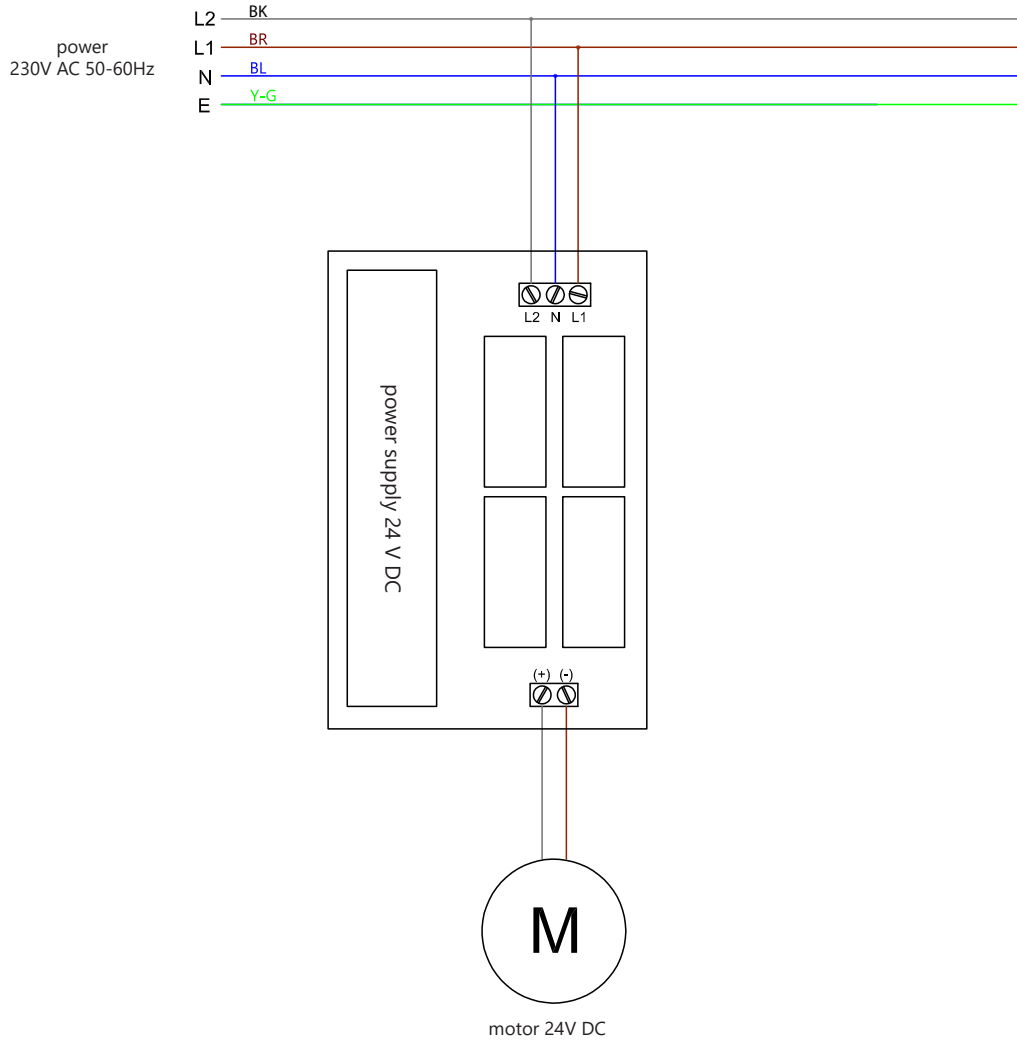 L2 BK
power
230V AC 50-60Hz
L1 BR
N BL
E Y-G
L2 N L1
power supply 24 V DC
(+) (-)
M
motor 24V DC